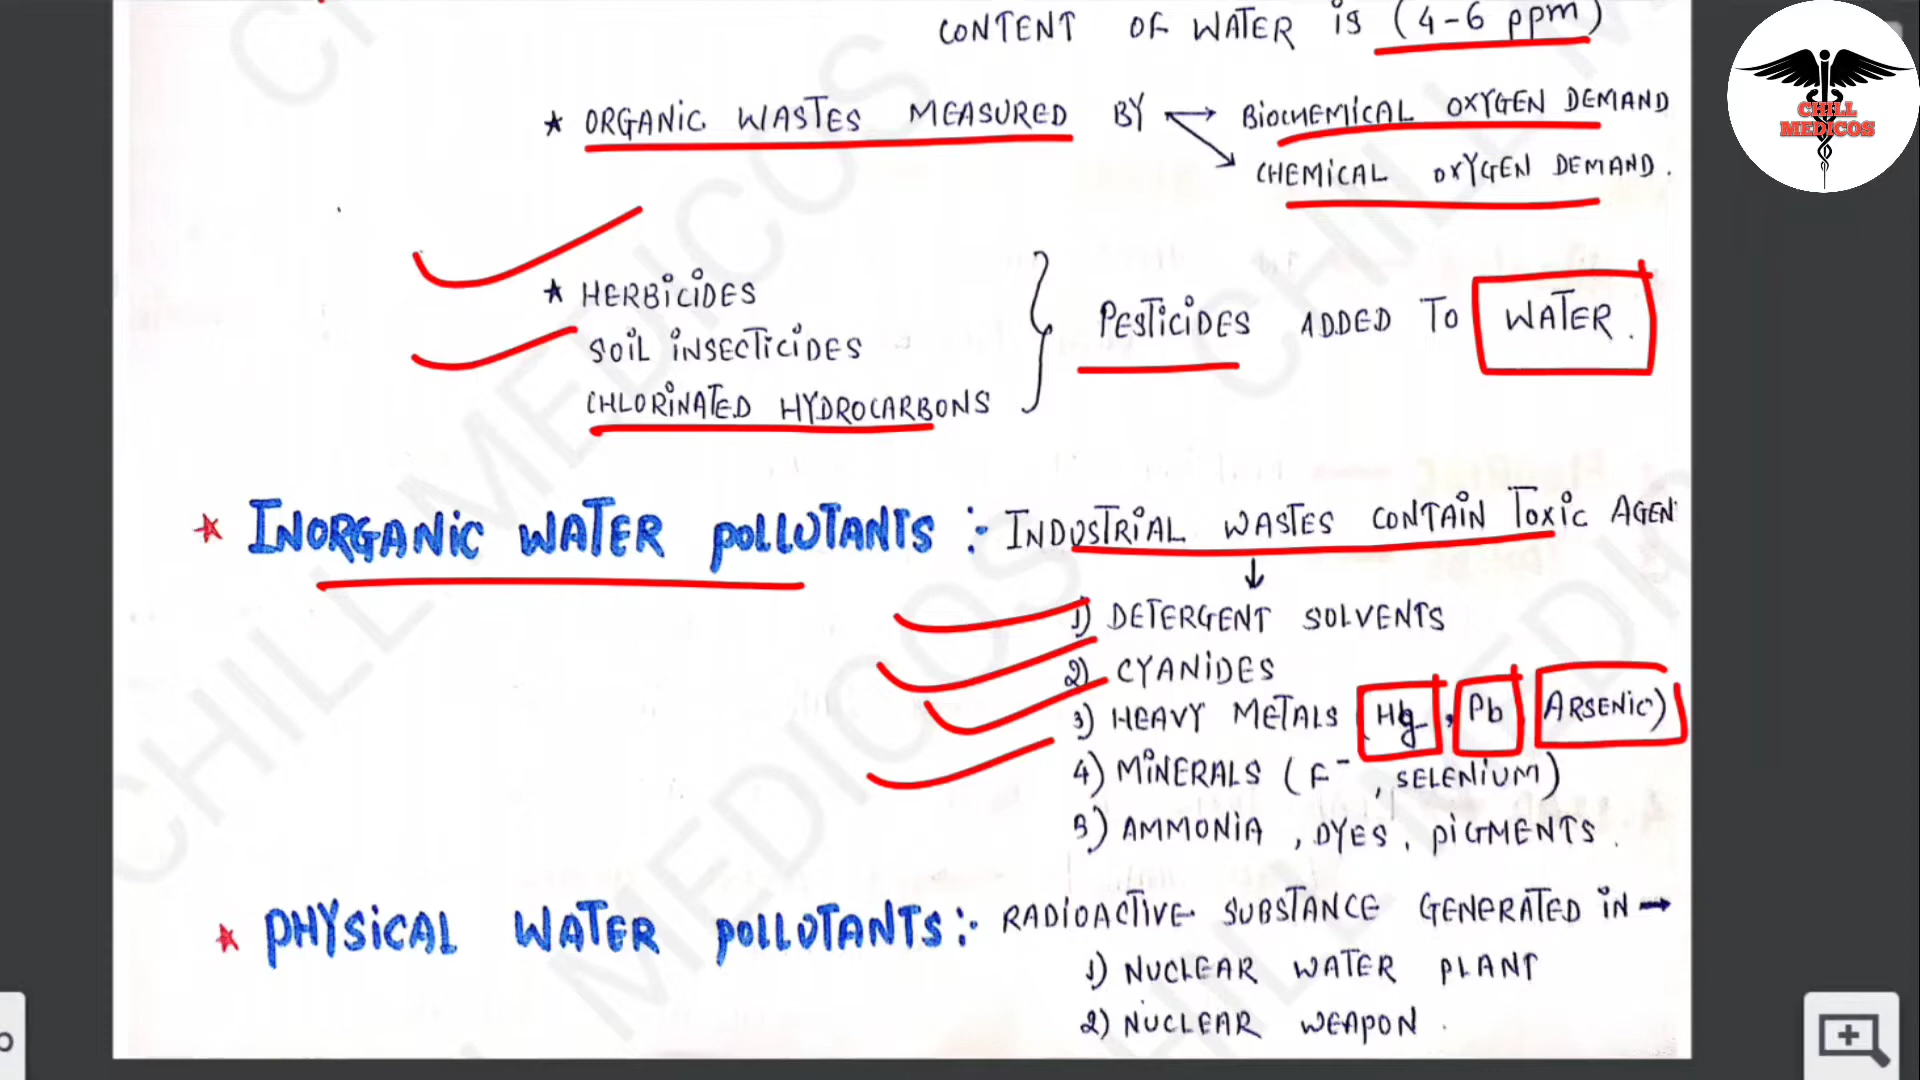 CONTENT OF WATER IS (4-6 ppm)
★ ORGANIC WASTES MEASURED BY → BIOCHEMICAL OXYGEN DEMAND
→ CHEMICAL OXYGEN DEMAND.
★ HERBICIDES
SOIL INSECTICIDES
CHLORINATED HYDROCARBONS
} PESTICIDES ADDED TO WATER.
★ INORGANIC WATER POLLUTANTS :- INDUSTRIAL WASTES CONTAIN TOXIC AGEN
↓
1) DETERGENT SOLVENTS
2) CYANIDES
3) HEAVY METALS (Hg, Pb ARSENIC)
4) MINERALS (F⁻, SELENIUM)
5) AMMONIA, DYES, PIGMENTS.
★ PHYSICAL WATER POLLUTANTS:- RADIOACTIVE SUBSTANCE GENERATED IN →
1) NUCLEAR WATER PLANT
2) NUCLEAR WEAPON.
CHILL
MEDICOS
CHILL MEDICOS